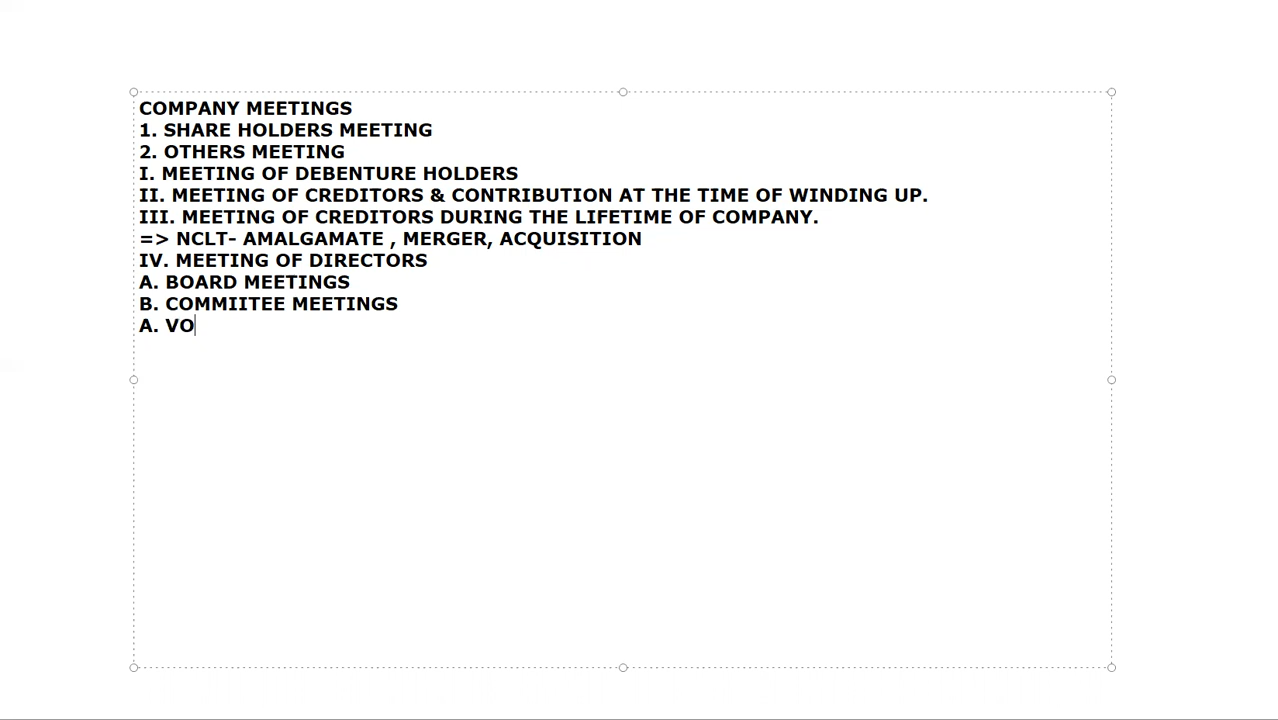 COMPANY MEETINGS
1. SHARE HOLDERS MEETING
2. OTHERS MEETING
I. MEETING OF DEBENTURE HOLDERS
II. MEETING OF CREDITORS & CONTRIBUTION AT THE TIME OF WINDING UP.
III. MEETING OF CREDITORS DURING THE LIFETIME OF COMPANY.
=> NCLT- AMALGAMATE , MERGER, ACQUISITION
IV. MEETING OF DIRECTORS
A. BOARD MEETINGS
B. COMMIITEE MEETINGS
A. VO